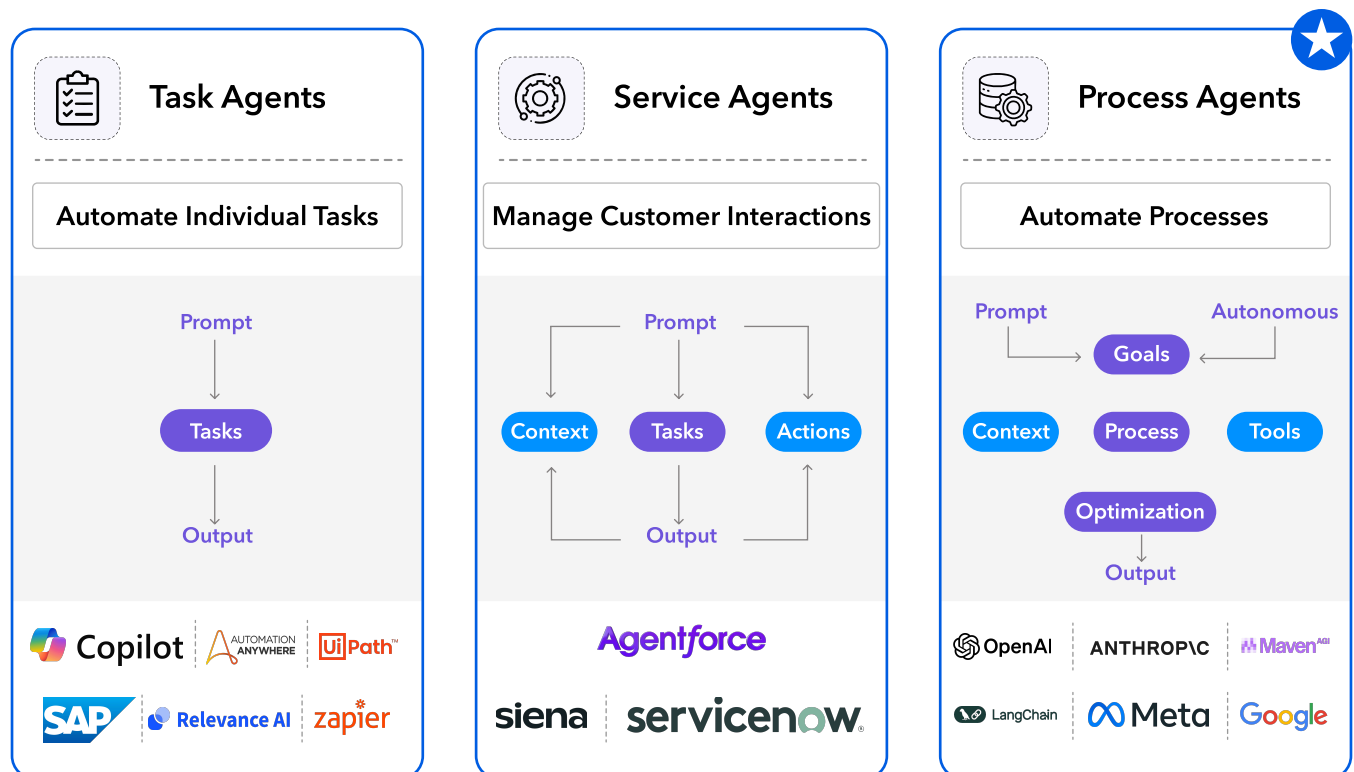 Task Agents
Automate Individual Tasks
Prompt
Tasks
Output
Copilot
AUTOMATION
ANYWHERE
UiPath™
SAP
Relevance AI
zapier
Service Agents
Manage Customer Interactions
Prompt
Context
Tasks
Actions
Output
Agentforce
siena
servicenow®
Process Agents
Automate Processes
Prompt
Autonomous
Goals
Context
Process
Tools
Optimization
Output
OpenAI
ANTHROP\C
MavenAGI
LangChain
Meta
Google